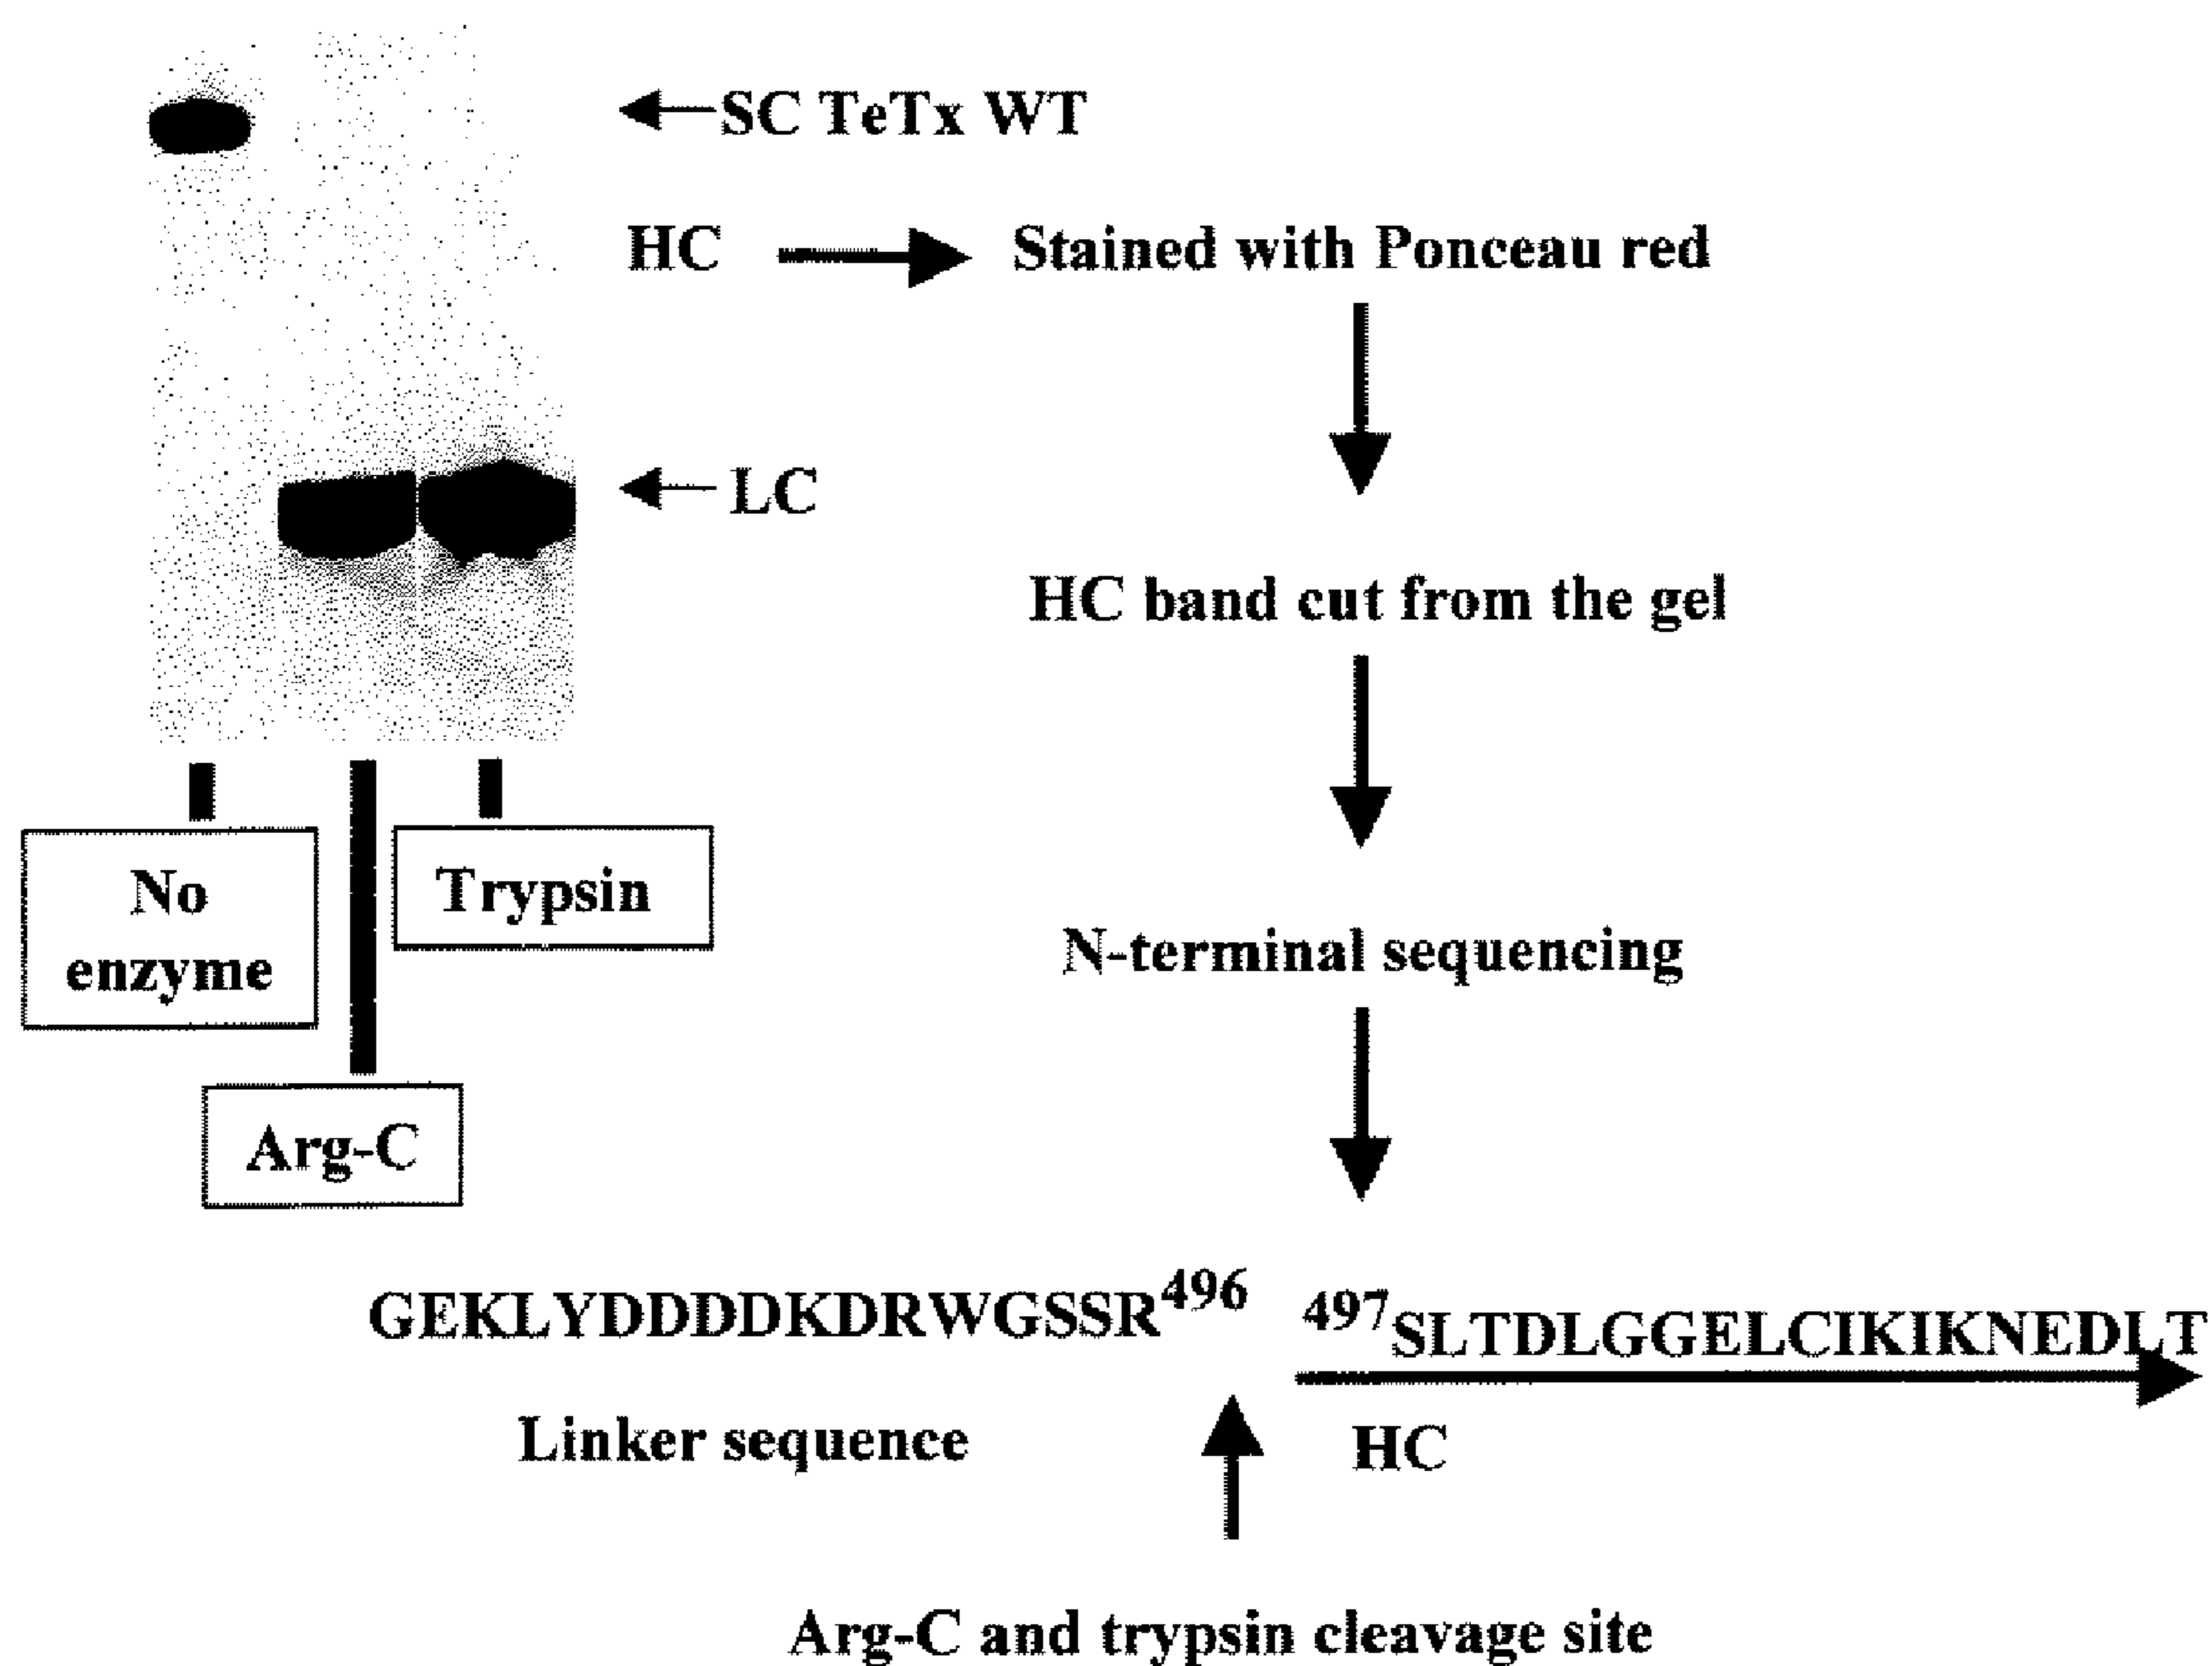 SC TeTx WT
HC
Stained with Ponceau red
LC
HC band cut from the gel
No
enzyme
Trypsin
Arg-C
N-terminal sequencing
GEKLYDDDDKDRWGSSR496 497SLTDLGGELCIKIKNEDLT
Linker sequence
HC
Arg-C and trypsin cleavage site